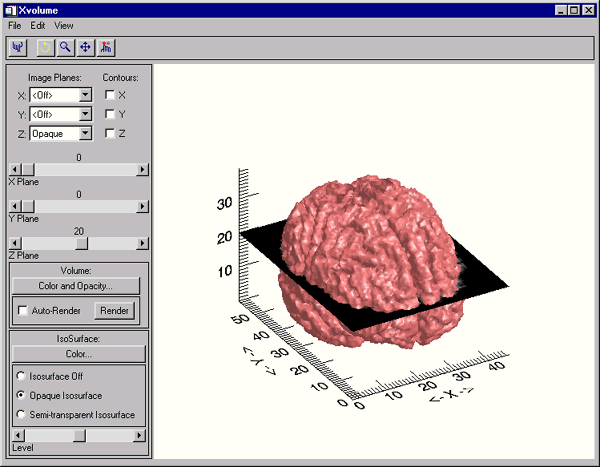 Xvolume
File Edit View
Image Planes: Contours:
X: <Off> X
Y: <Off> Y
Z: Opaque Z
0
X Plane
0
Y Plane
20
Z Plane
Volume:
Color and Opacity...
Auto-Render Render
IsoSurface:
Color...
Isosurface Off
Opaque Isosurface
Semi-transparent Isosurface
Level
30
20
10
50
40
30
20
10
0
<-Y->
0
10
20
30
40
<-X->